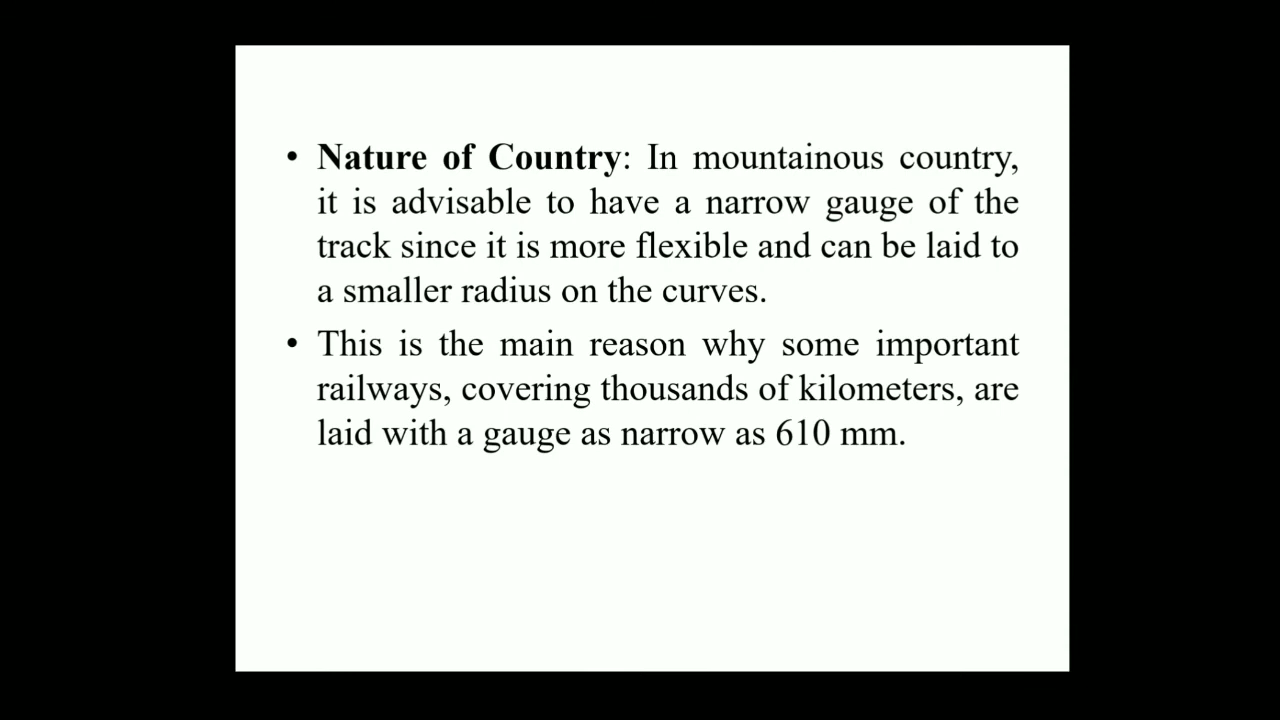 • Nature of Country: In mountainous country,
it is advisable to have a narrow gauge of the
track since it is more flexible and can be laid to
a smaller radius on the curves.
• This is the main reason why some important
railways, covering thousands of kilometers, are
laid with a gauge as narrow as 610 mm.